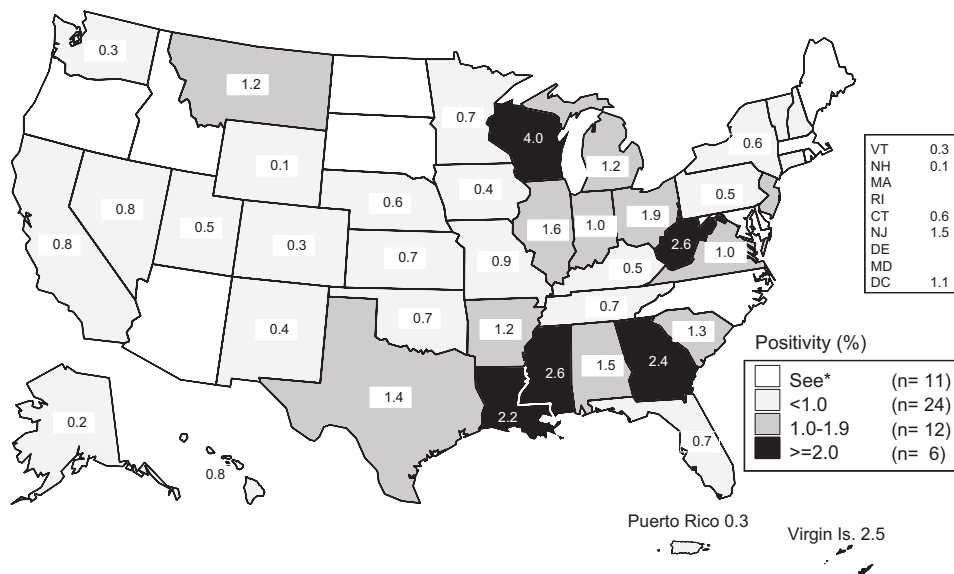 0.3
1.2
0.7
4.0
1.2
0.6
0.1
0.4
0.6
0.5
0.8
0.5
0.3
0.8
0.7
0.9
1.6
1.0
1.9
2.6
1.0
0.5
0.7
0.4
0.7
1.2
1.3
2.6
1.5
2.4
2.2
1.4
0.2
0.8
0.7
VT 0.3
NH 0.1
MA
RI
CT 0.6
NJ 1.5
DE
MD
DC 1.1
Positivity (%)
See* (n= 11)
<1.0 (n= 24)
1.0-1.9 (n= 12)
>=2.0 (n= 6)
Puerto Rico 0.3
Virgin Is. 2.5